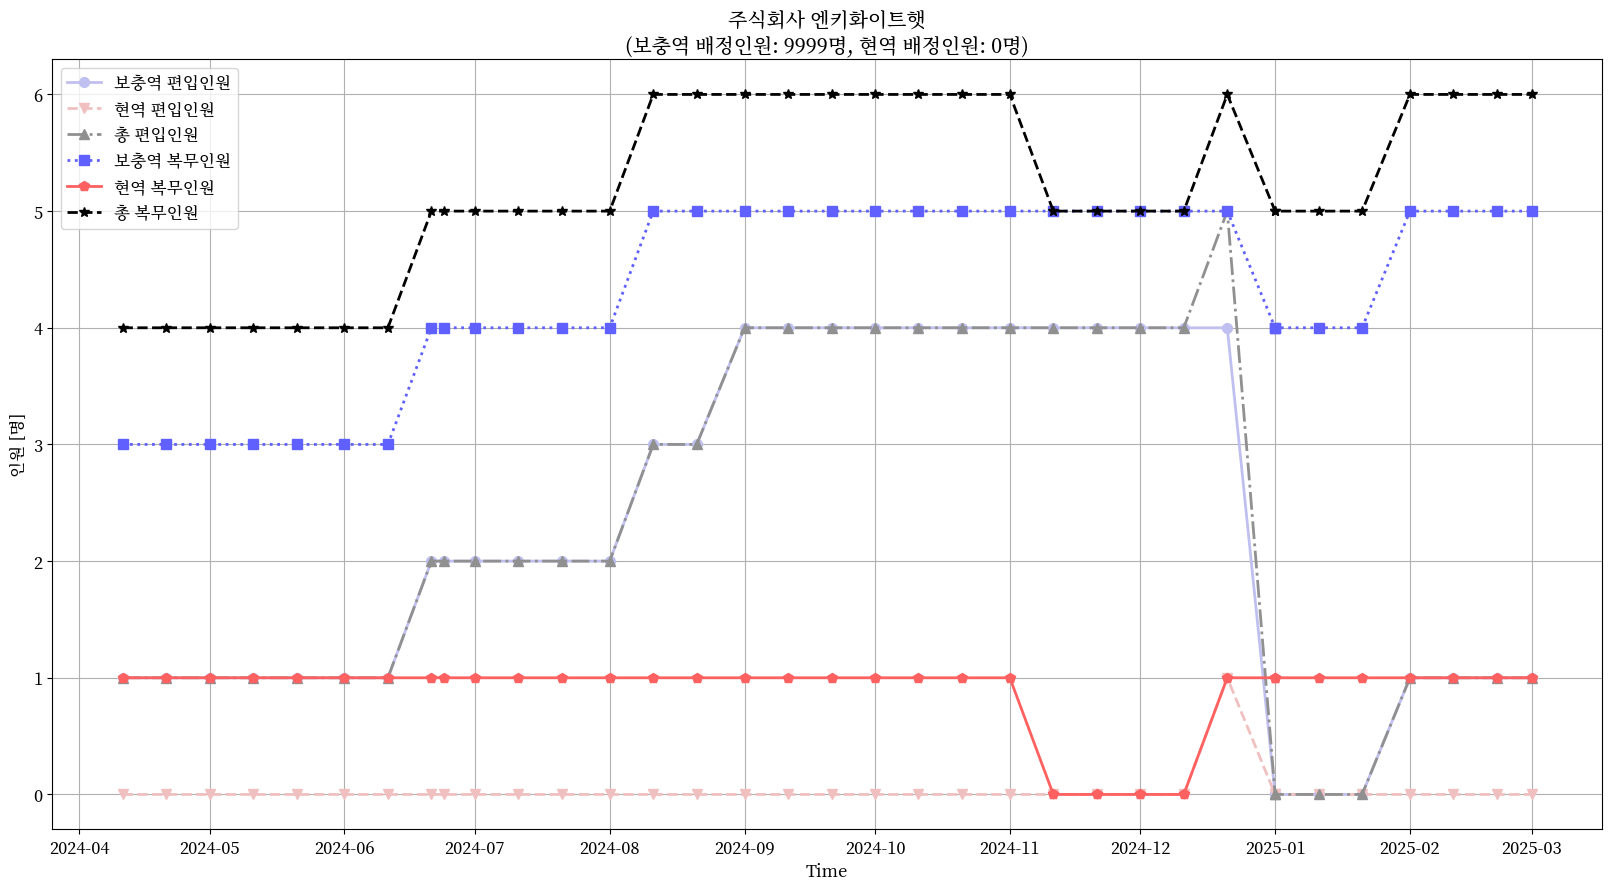 주식회사 엔키화이트햇
(보충역 배정인원: 9999명, 현역 배정인원: 0명)
보충역 편입인원
현역 편입인원
총 편입인원
보충역 복무인원
현역 복무인원
총 복무인원
6
5
4
3
2
1
0
인원 [명]
2024-04 2024-05 2024-06 2024-07 2024-08 2024-09 2024-10 2024-11 2024-12 2025-01 2025-02 2025-03
Time